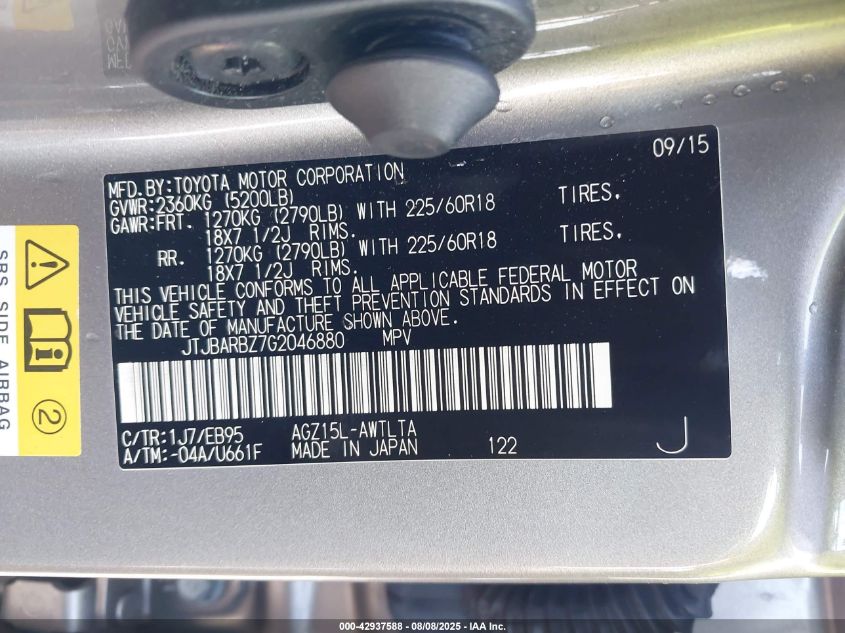 09/15
MFD.BY:TOYOTA MOTOR CORPORATION
GVWR:2360KG (5200LB)
GAWR:FRT. 1270KG (2790LB) WITH 225/60R18 TIRES.
18X7 1/2J RIMS.
RR. 1270KG (2790LB) WITH 225/60R18 TIRES.
18X7 1/2J RIMS.
THIS VEHICLE CONFORMS TO ALL APPLICABLE FEDERAL MOTOR
VEHICLE SAFETY AND THEFT PREVENTION STANDARDS IN EFFECT ON
THE DATE OF MANUFACTURE SHOWN ABOVE.
JTJBARBZ7G2046880 MPV
C/TR:1J7/EB95 AGZ15L-AWTLTA
A/TM:-04A/U661F MADE IN JAPAN 122 J
SRS SIDE AIRBAG
2
000-42937588 - 08/08/2025 - IAA Inc.